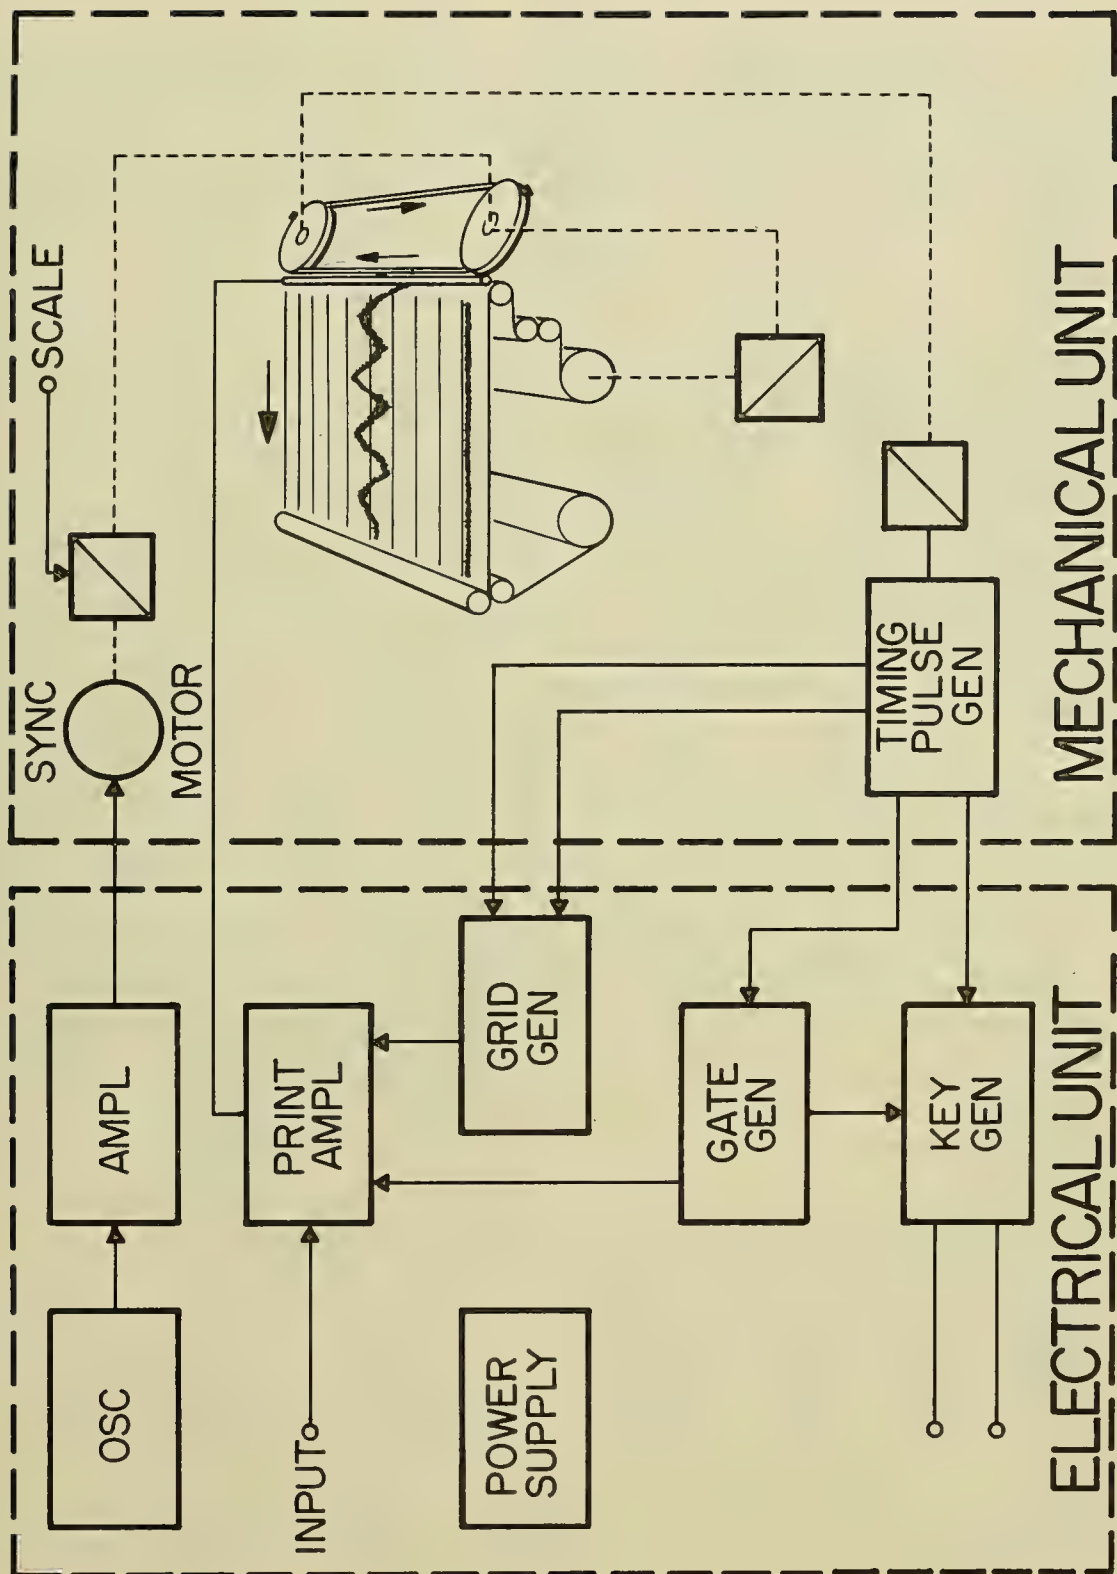 OSC
AMPL
SYNC
MOTOR
SCALE
INPUT
PRINT
AMPL
POWER
SUPPLY
GRID
GEN
GATE
GEN
KEY
GEN
TIMING
PULSE
GEN
ELECTRICAL UNIT
MECHANICAL UNIT